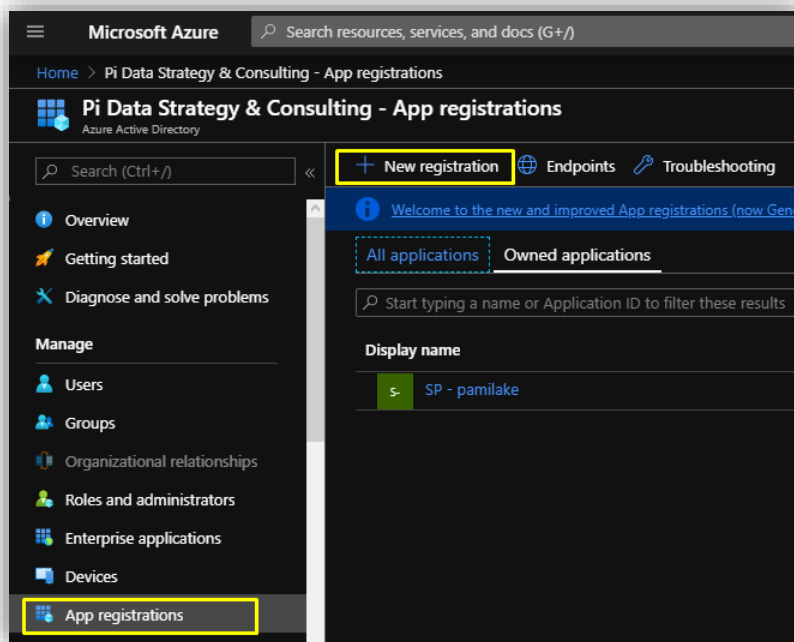 Microsoft Azure
Search resources, services, and docs (G+/)
Home > Pi Data Strategy & Consulting - App registrations
Pi Data Strategy & Consulting - App registrations
Azure Active Directory
Search (Ctrl+/)
«
Overview
Getting started
Diagnose and solve problems
Manage
Users
Groups
Organizational relationships
Roles and administrators
Enterprise applications
Devices
App registrations
+ New registration
Endpoints
Troubleshooting
Welcome to the new and improved App registrations (now Gen
All applications
Owned applications
Start typing a name or Application ID to filter these results
Display name
S-
SP - pamilake